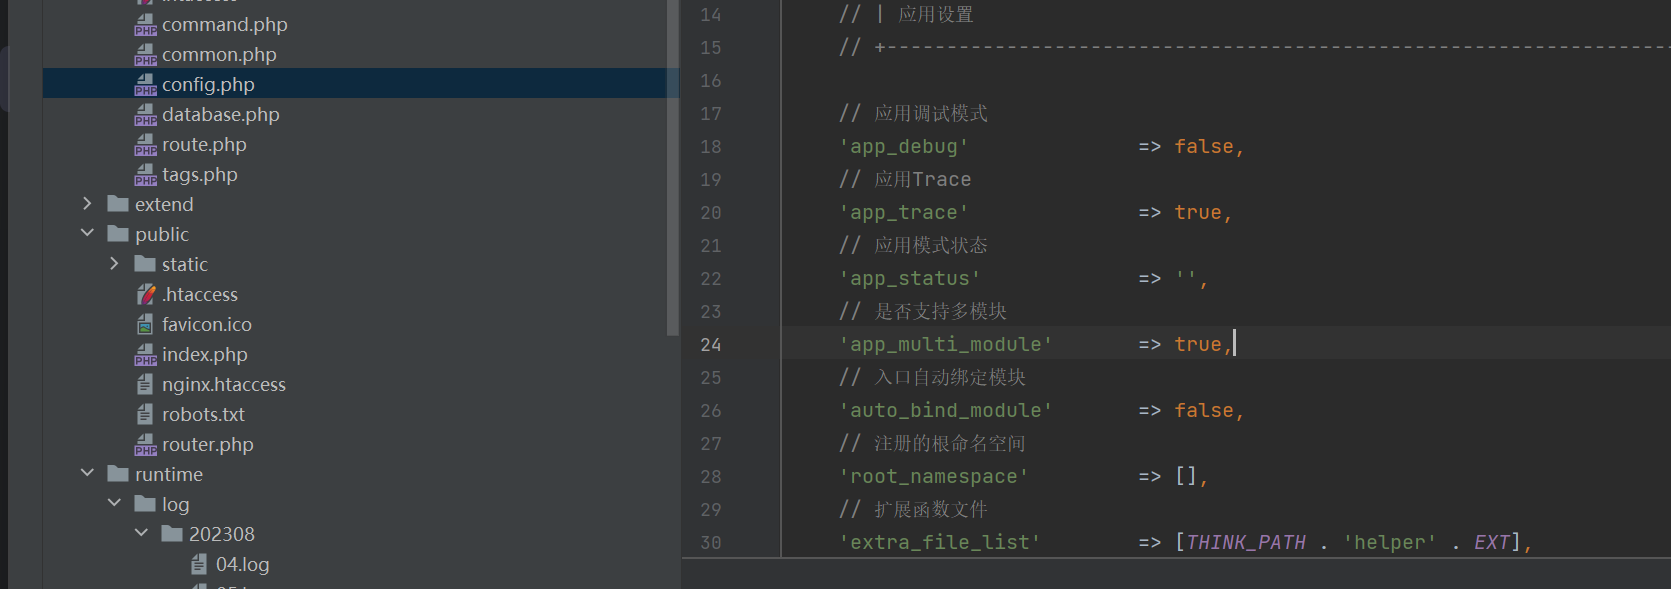 command.php
common.php
config.php
database.php
route.php
tags.php
extend
public
static
.htaccess
favicon.ico
index.php
nginx.htaccess
robots.txt
router.php
runtime
log
202308
04.log
14 // | 应用设置
15 // +----------------------------------------------------------------
16
17 // 应用调试模式
18 'app_debug' => false,
19 // 应用Trace
20 'app_trace' => true,
21 // 应用模式状态
22 'app_status' => '',
23 // 是否支持多模块
24 'app_multi_module' => true,
25 // 入口自动绑定模块
26 'auto_bind_module' => false,
27 // 注册的根命名空间
28 'root_namespace' => [],
29 // 扩展函数文件
30 'extra_file_list' => [THINK_PATH . 'helper' . EXT],